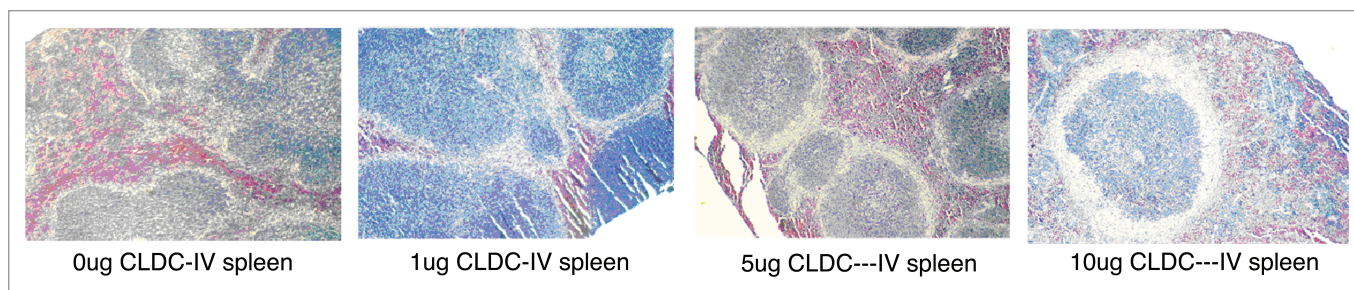 0ug CLDC-IV spleen
1ug CLDC-IV spleen
5ug CLDC---IV spleen
10ug CLDC---IV spleen